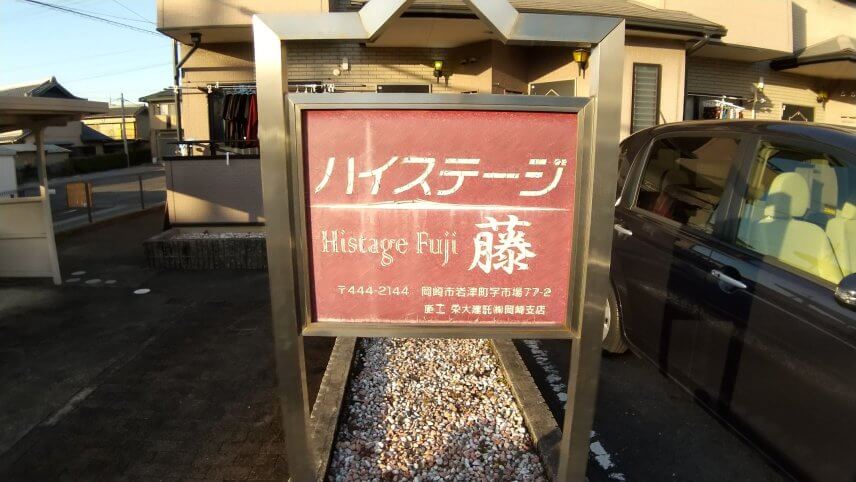 ハイステージ
Histage Fuji 藤
〒444-2144 岡崎市岩津町字市場77-2
施工 栄大建託㈱岡崎支店